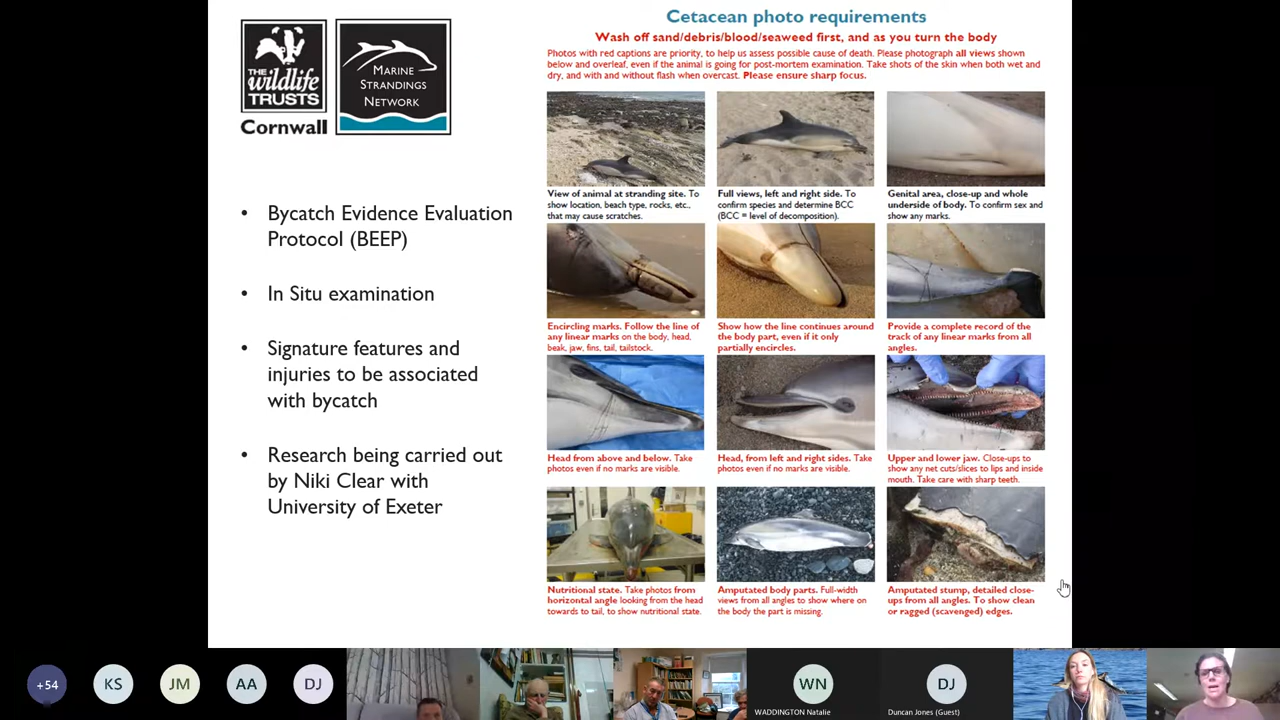 THE
wildlife
TRUSTS
Cornwall
MARINE
STRANDINGS
NETWORK
• Bycatch Evidence Evaluation
Protocol (BEEP)
• In Situ examination
• Signature features and
injuries to be associated
with bycatch
• Research being carried out
by Niki Clear with
University of Exeter
Cetacean photo requirements
Wash off sand/debris/blood/seaweed first, and as you turn the body
Photos with red captions are priority, to help us assess possible cause of death. Please photograph all views shown
below and overleaf, even if the animal is going for post-mortem examination. Take shots of the skin when both wet and
dry, and with and without flash when overcast. Please ensure sharp focus.
View of animal at stranding site. To
show location, beach type, rocks, etc.,
that may cause scratches.
Full views, left and right side. To
confirm species and determine BCC
(BCC = level of decomposition).
Genital area, close-up and whole
underside of body. To confirm sex and
show any marks.
Encircling marks. Follow the line of
any linear marks on the body, head,
beak, jaw, fins, tail, tailstock.
Show how the line continues around
the body part, even if it only
partially encircles.
Provide a complete record of the
track of any linear marks from all
angles.
Head from above and below. Take
photos even if no marks are visible.
Head, from left and right sides. Take
photos even if no marks are visible.
Upper and lower jaw. Close-ups to
show any net cuts/slices to lips and inside
mouth. Take care with sharp teeth.
Nutritional state. Take photos from
horizontal angle looking from the head
towards to tail, to show nutritional state.
Amputated body parts. Full-width
views from all angles to show where on
the body the part is missing.
Amputated stump, detailed close-
ups from all angles. To show clean
or ragged (scavenged) edges.
+54
KS
JM
AA
DJ
WN
WADDINGTON Natalie
DJ
Duncan Jones (Guest)